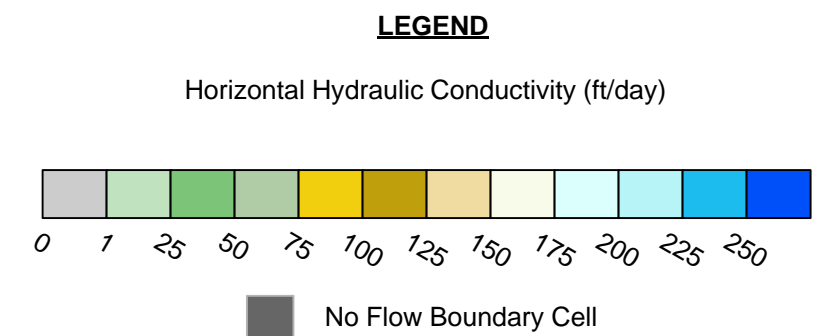 LEGEND
Horizontal Hydraulic Conductivity (ft/day)
0 1 25 50 75 100 125 150 175 200 225 250
No Flow Boundary Cell